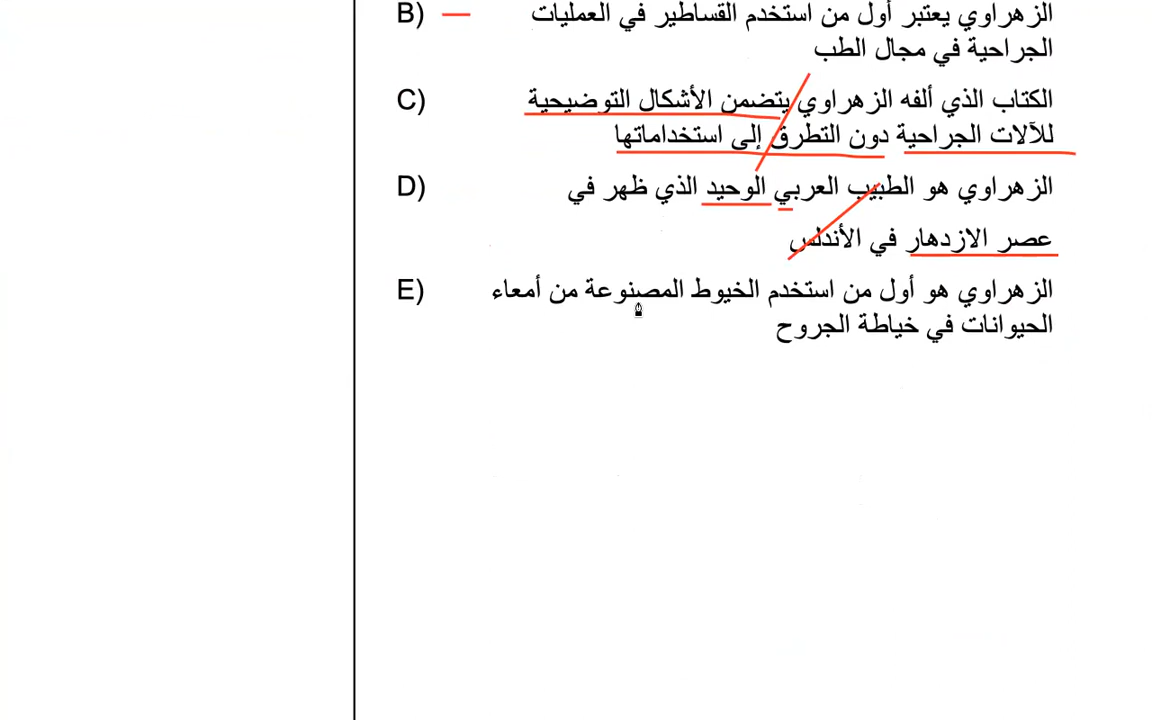 B) الزهراوي يعتبر أول من استخدم القساطير في العمليات
الجراحية في مجال الطب
C) الكتاب الذي ألفه الزهراوي يتضمن الأشكال التوضيحية
للآلات الجراحية دون التطرق إلى استخداماتها
D) الزهراوي هو الطبيب العربي الوحيد الذي ظهر في
عصر الازدهار في الأندلس
E) الزهراوي هو أول من استخدم الخيوط المصنوعة من أمعاء
الحيوانات في خياطة الجروح